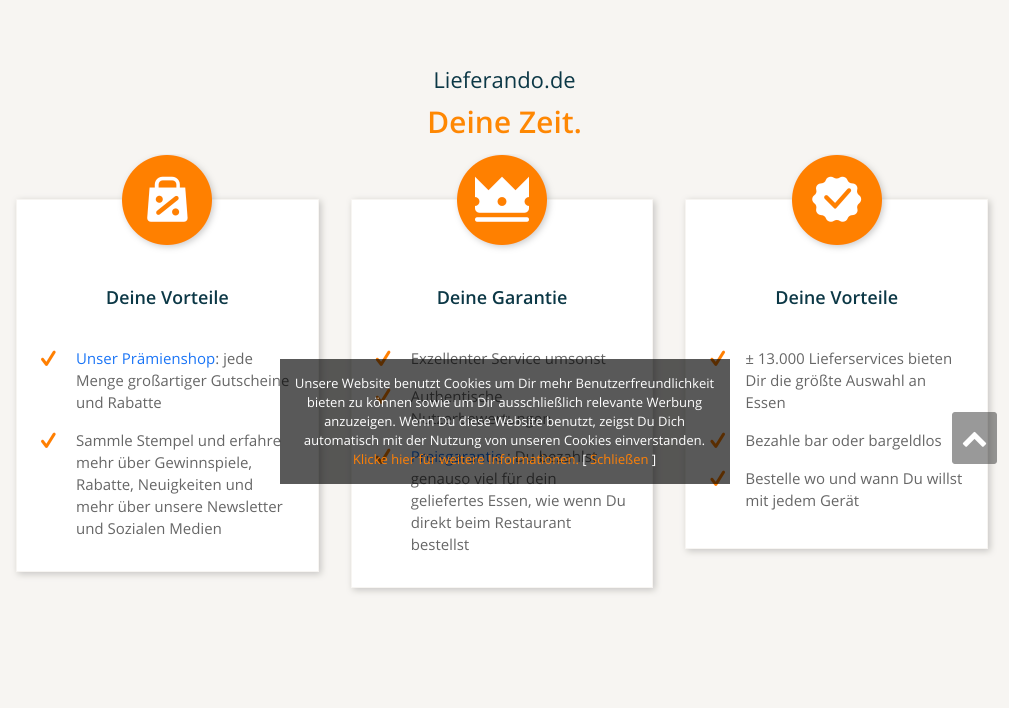 Lieferando.de
Deine Zeit.
Deine Vorteile
Unser Prämienshop: jede
Menge großartiger Gutscheine
und Rabatte
Sammle Stempel und erfahre
mehr über Gewinnspiele,
Rabatte, Neuigkeiten und
mehr über unsere Newsletter
und Sozialen Medien
Deine Garantie
Exzellenter Service umsonst
Authentische
Nutzerbewertungen
Preisgarantie: Du bezahlst
genauso viel für dein
geliefertes Essen, wie wenn Du
direkt beim Restaurant
bestellst
Deine Vorteile
± 13.000 Lieferservices bieten
Dir die größte Auswahl an
Essen
Bezahle bar oder bargeldlos
Bestelle wo und wann Du willst
mit jedem Gerät
Unsere Website benutzt Cookies um Dir mehr Benutzerfreundlichkeit
bieten zu können sowie um Dir ausschließlich relevante Werbung
anzuzeigen. Wenn Du diese Website benutzt, zeigst Du Dich
automatisch mit der Nutzung von unseren Cookies einverstanden.
Klicke hier für weitere Informationen. [ Schließen ]